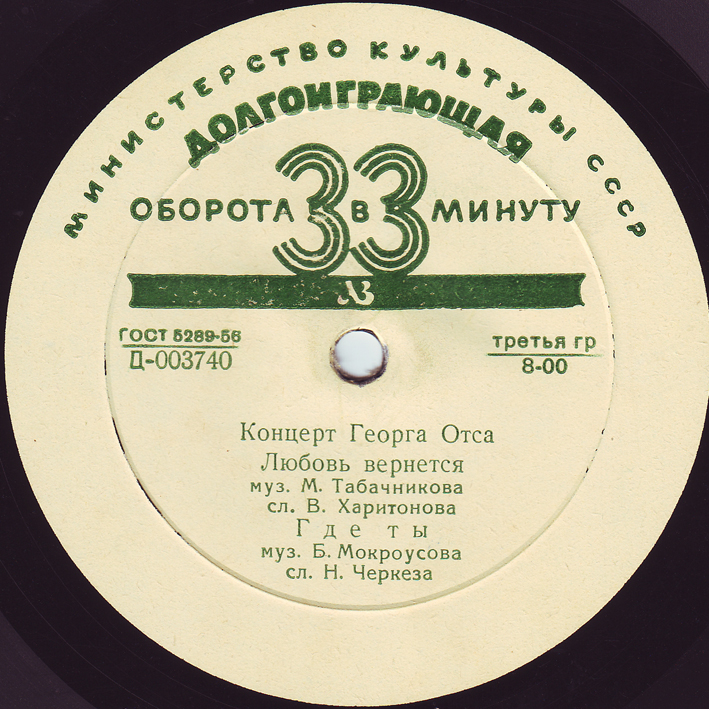 МИНИСТЕРСТВО КУЛЬТУРЫ СССР
ДОЛГОИГРАЮЩАЯ
ОБОРОТА 33 В МИНУТУ
ЛЗ
ГОСТ 5289-56
Д-003740
третья гр
8-00
Концерт Георга Отса
Любовь вернется
муз. М. Табачникова
сл. В. Харитонова
Где ты
муз. Б. Мокроусова
сл. Н. Черкеза